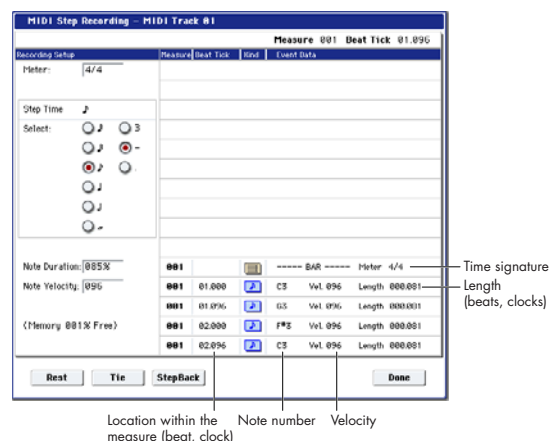 MIDI Step Recording – MIDI Track 01
Measure 001 Beat Tick 01.096
Recording Setup Measure Beat Tick Kind Event Data
Meter: 4/4
Step Time
Select: 3
-
.
Note Duration: 085% 001 ----- BAR ----- Meter 4/4 Time signature
Note Velocity: 096 001 01.000 C3 Vel. 096 Length 000.081 Length
(beats, clocks)
001 01.096 G3 Vel. 096 Length 000.081
(Memory 001% Free) 001 02.000 F#3 Vel. 096 Length 000.081
001 02.096 C3 Vel. 096 Length 000.081
Rest Tie StepBack Done
Location within the Note number Velocity
measure (beat, clock)